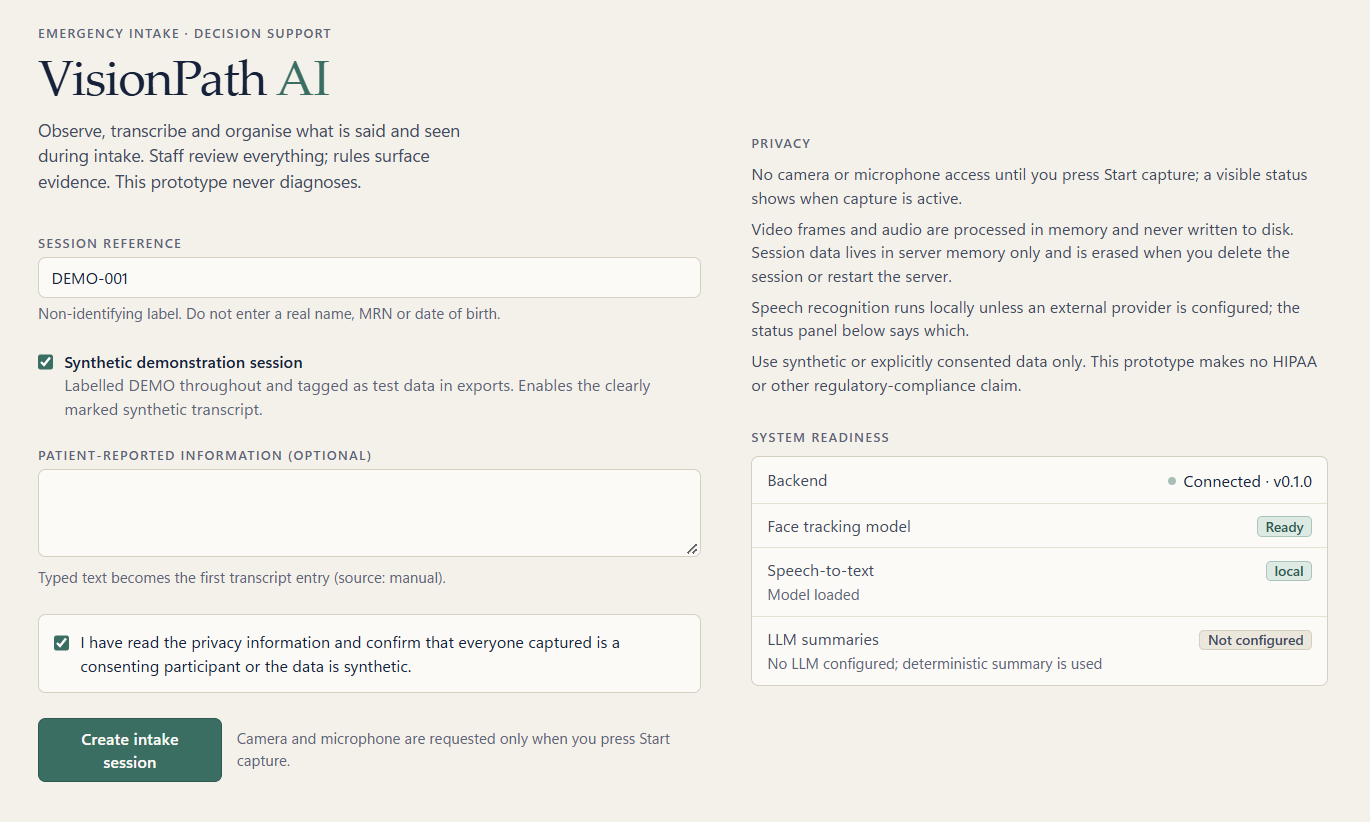 EMERGENCY INTAKE · DECISION SUPPORT
VisionPath AI
Observe, transcribe and organise what is said and seen
during intake. Staff review everything; rules surface
evidence. This prototype never diagnoses.
SESSION REFERENCE
DEMO-001
Non-identifying label. Do not enter a real name, MRN or date of birth.
Synthetic demonstration session
Labelled DEMO throughout and tagged as test data in exports. Enables the clearly
marked synthetic transcript.
PATIENT-REPORTED INFORMATION (OPTIONAL)
Typed text becomes the first transcript entry (source: manual).
I have read the privacy information and confirm that everyone captured is a
consenting participant or the data is synthetic.
Create intake
session
Camera and microphone are requested only when you press Start
capture.
PRIVACY
No camera or microphone access until you press Start capture; a visible status
shows when capture is active.
Video frames and audio are processed in memory and never written to disk.
Session data lives in server memory only and is erased when you delete the
session or restart the server.
Speech recognition runs locally unless an external provider is configured; the
status panel below says which.
Use synthetic or explicitly consented data only. This prototype makes no HIPAA
or other regulatory-compliance claim.
SYSTEM READINESS
Backend
Connected · v0.1.0
Face tracking model
Ready
Speech-to-text
local
Model loaded
LLM summaries
Not configured
No LLM configured; deterministic summary is used